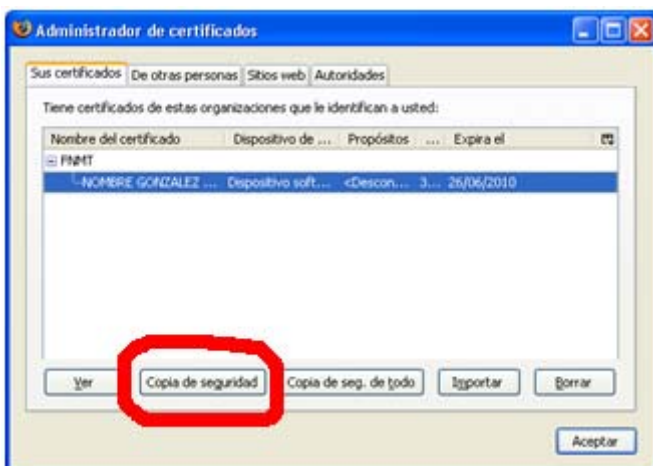 Administrador de certificados
Sus certificados De otras personas Sitios web Autoridades
Tiene certificados de estas organizaciones que le identifican a usted:
Nombre del certificado Dispositivo de ... Propósitos ... Expira el
FNMT
NOMBRE GONZALEZ ... Dispositivo soft... <Descon... 3... 26/06/2010
Ver Copia de seguridad Copia de seg. de todo Importar Borrar
Aceptar